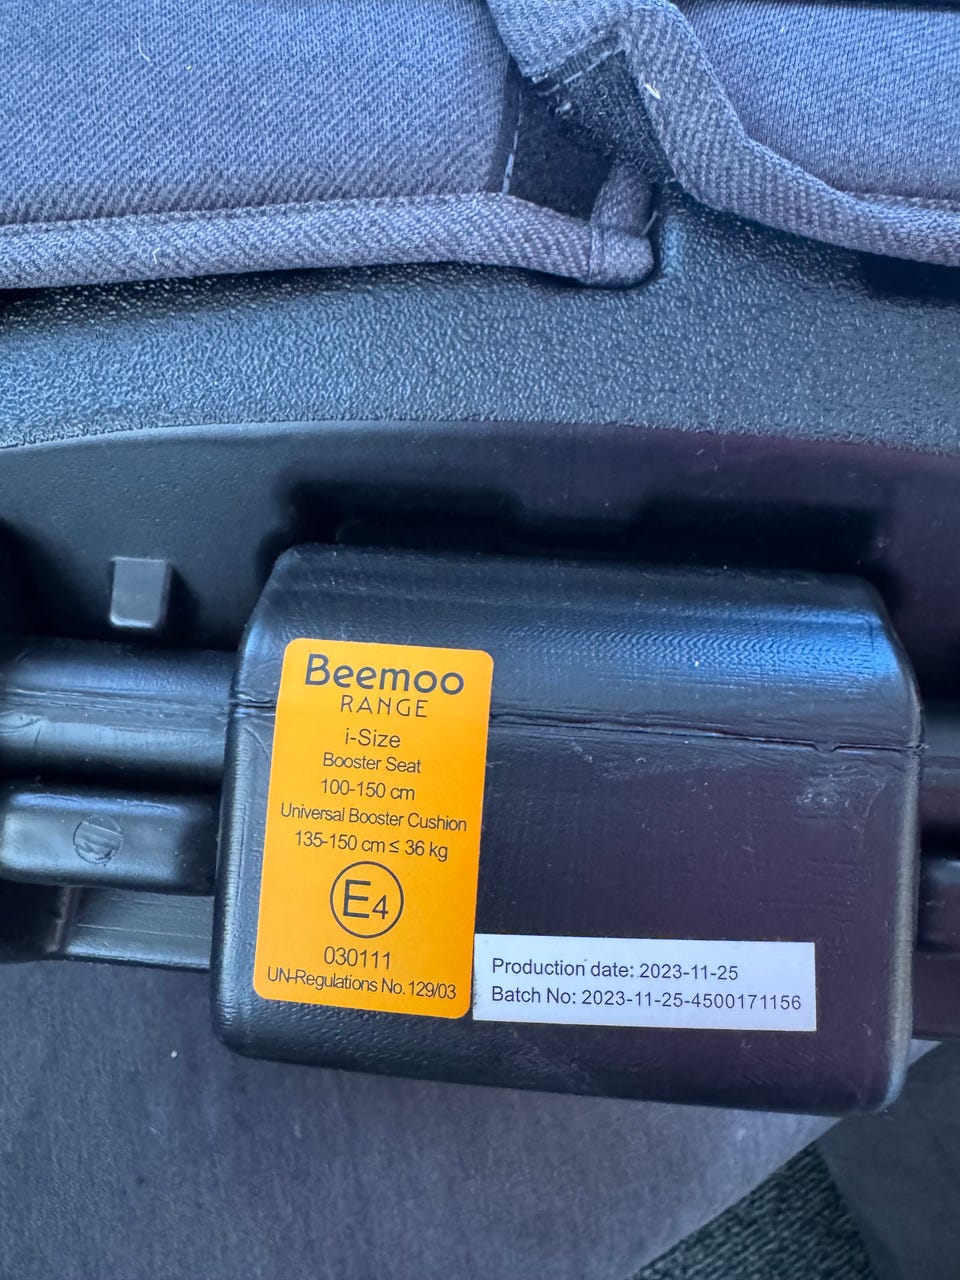 Beemoo
RANGE
i-Size
Booster Seat
100-150 cm
Universal Booster Cushion
135-150 cm ≤ 36 kg
E4
030111
UN-Regulations No. 129/03
Production date: 2023-11-25
Batch No: 2023-11-25-4500171156